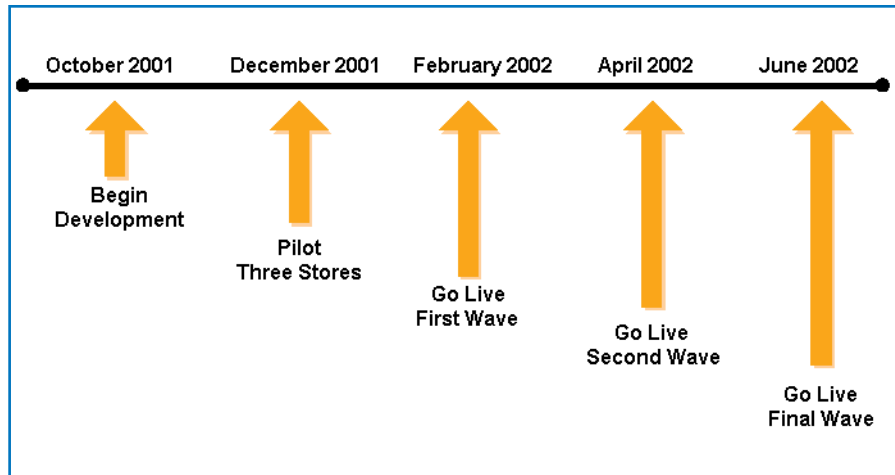 October 2001
December 2001
February 2002
April 2002
June 2002
Begin
Development
Pilot
Three Stores
Go Live
First Wave
Go Live
Second Wave
Go Live
Final Wave